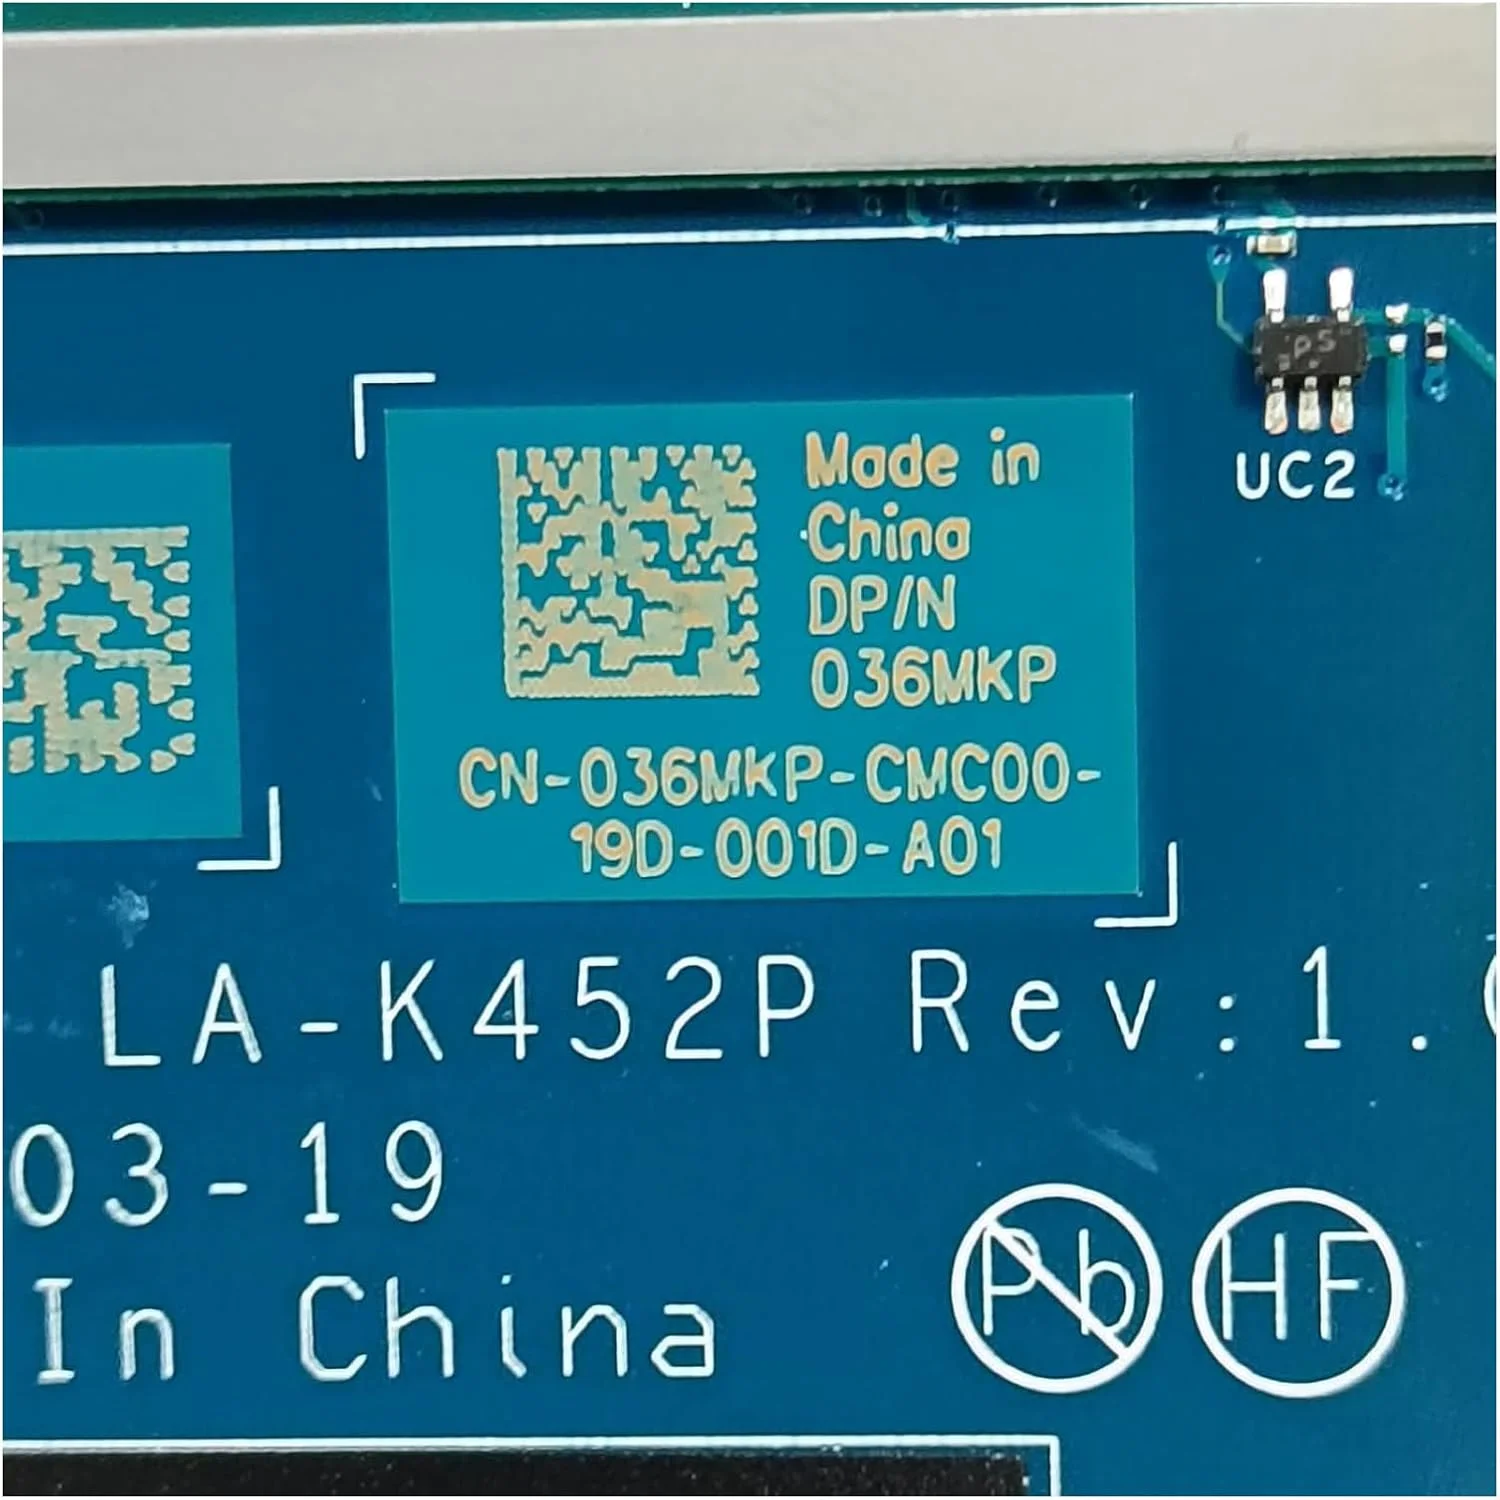 P5
UC2
Made in
China
DP/N
036MKP
CN-036MKP-CMC00-
19D-001D-A01
LA-K452P Rev:1.
03-19
In China
Pb
HF